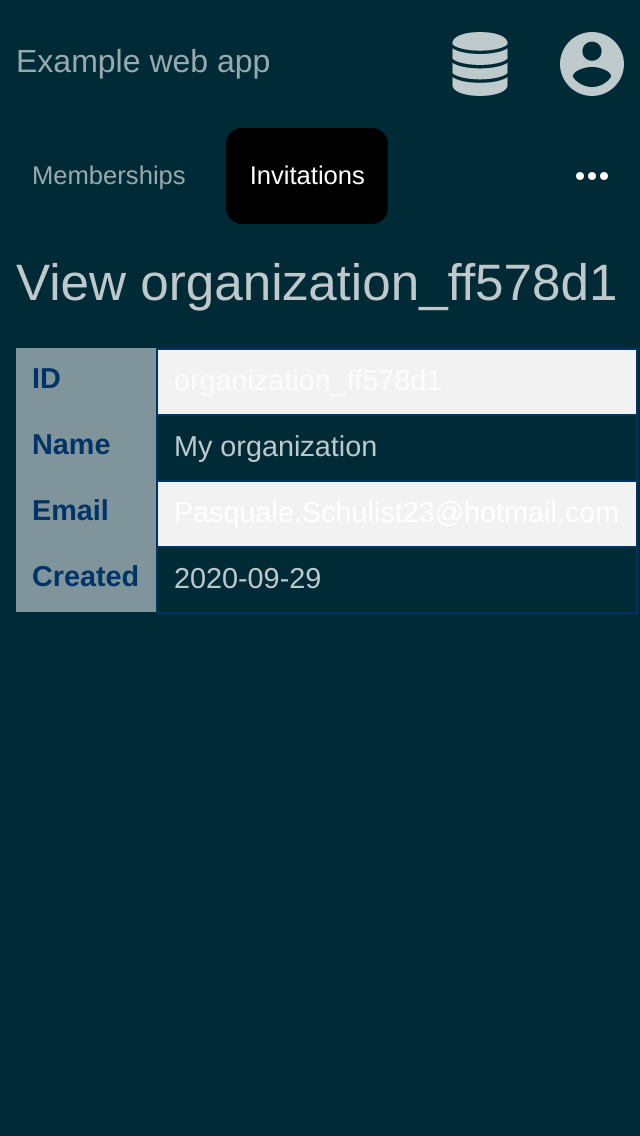 Example web app
Memberships Invitations
View organization_ff578d1
ID organization_ff578d1
Name My organization
Email Pasquale.Schulist23@hotmail.com
Created 2020-09-29